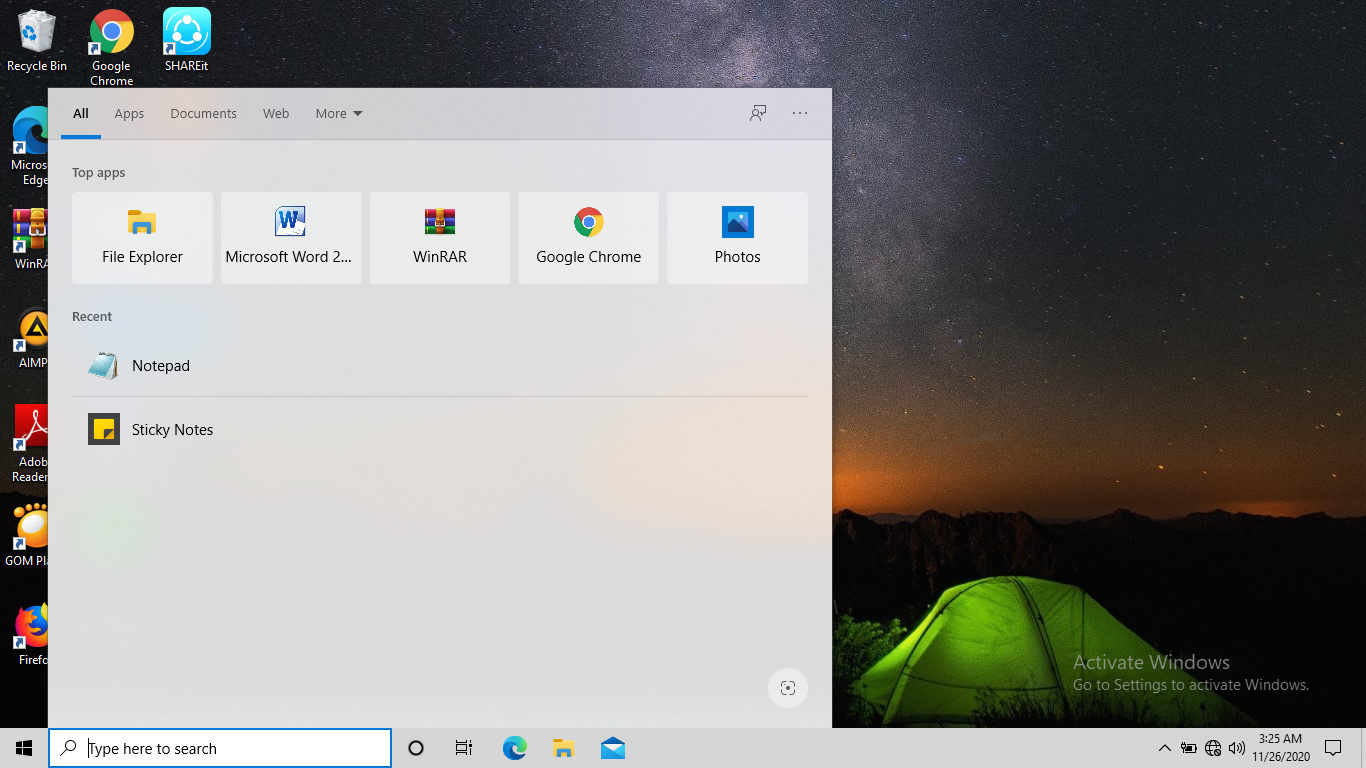 Recycle Bin
Google
Chrome
SHAREit
All
Apps
Documents
Web
More
Micros
Edge
Top apps
File Explorer
Microsoft Word 2...
WinRAR
Google Chrome
Photos
WinRA
Recent
Notepad
AIMP
Sticky Notes
Adob
Reader
GOM Pla
Firefo
Activate Windows
Go to Settings to activate Windows.
Type here to search
3:25 AM
11/26/2020